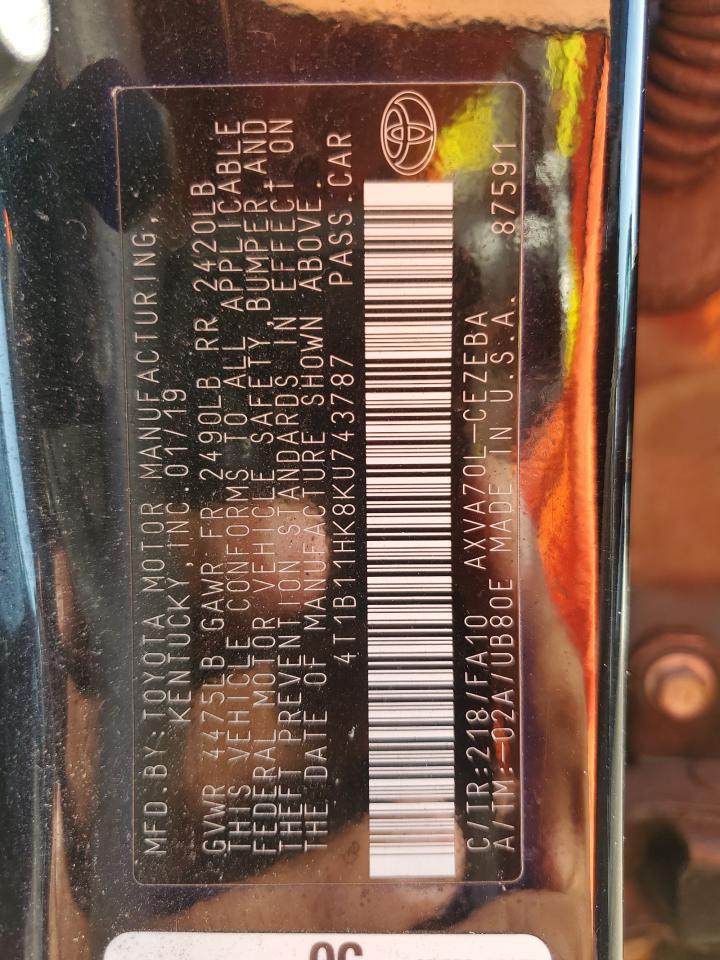 MFD.BY:TOYOTA MOTOR MANUFACTURING,
KENTUCKY,INC. 01/19
GVWR 4475LB GAWR FR 2490LB RR 2420LB
THIS VEHICLE CONFORMS TO ALL APPLICABLE
FEDERAL MOTOR VEHICLE SAFETY, BUMPER AND
THEFT PREVENTION STANDARDS IN EFFECT ON
THE DATE OF MANUFACTURE SHOWN ABOVE.
4T1B11HK8KU743787 PASS.CAR
C/TR:218/FA10 AXVA70L-CEZEBA
A/TM:-02A/UB80E MADE IN U.S.A. 87591